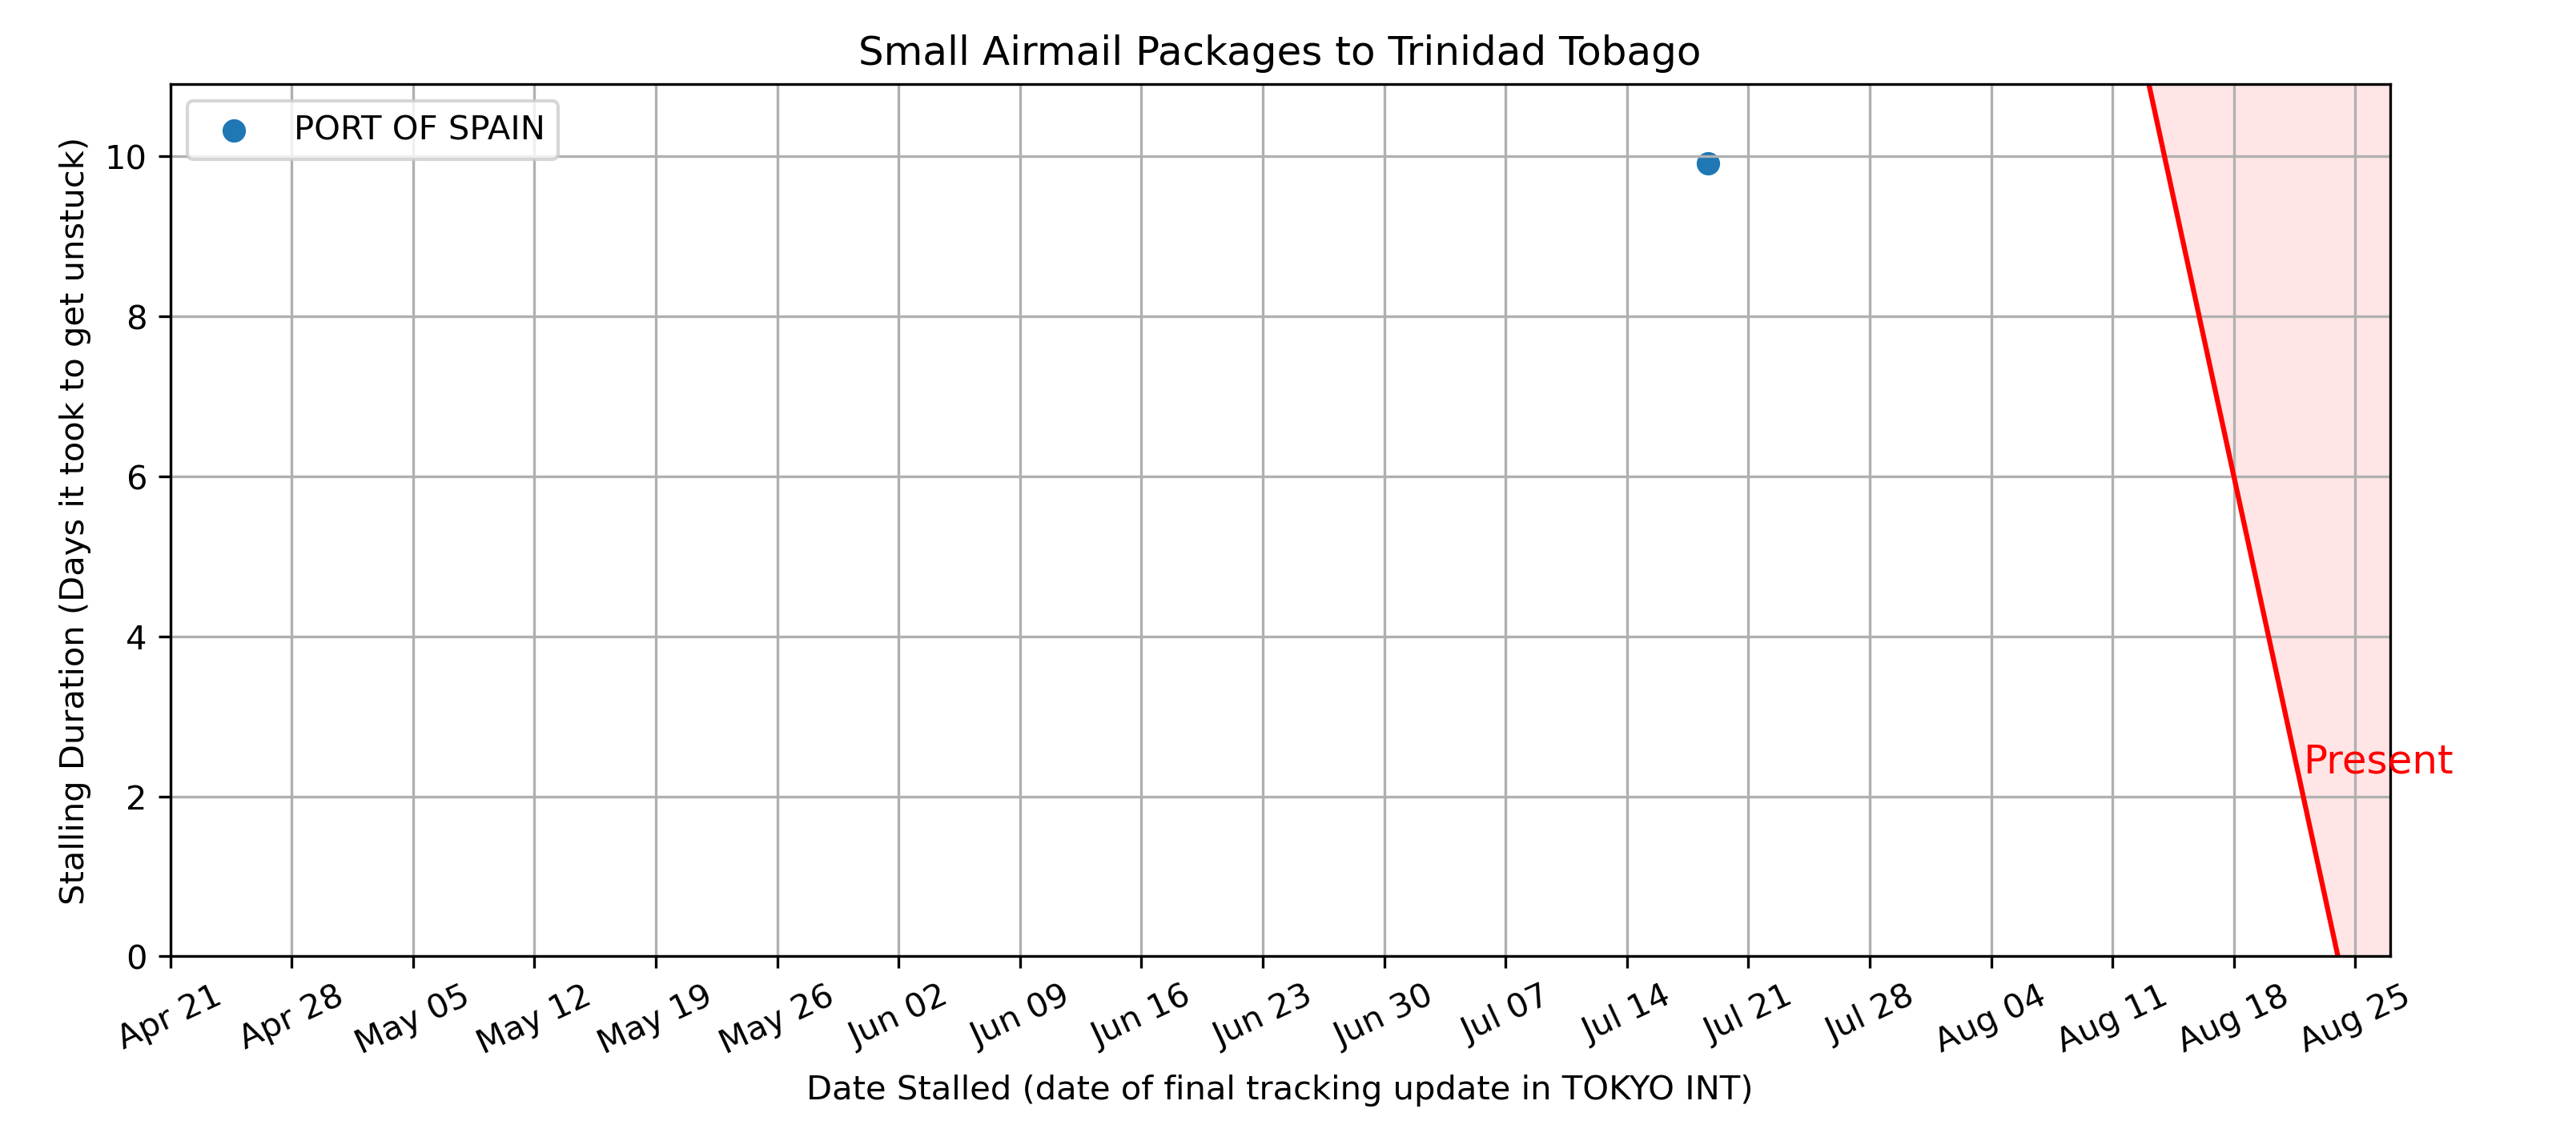 Small Airmail Packages to Trinidad Tobago
PORT OF SPAIN
Stalling Duration (Days it took to get unstuck)
10
8
6
4
2
0
Present
Apr 21
Apr 28
May 05
May 12
May 19
May 26
Jun 02
Jun 09
Jun 16
Jun 23
Jun 30
Jul 07
Jul 14
Jul 21
Jul 28
Aug 04
Aug 11
Aug 18
Aug 25
Date Stalled (date of final tracking update in TOKYO INT)